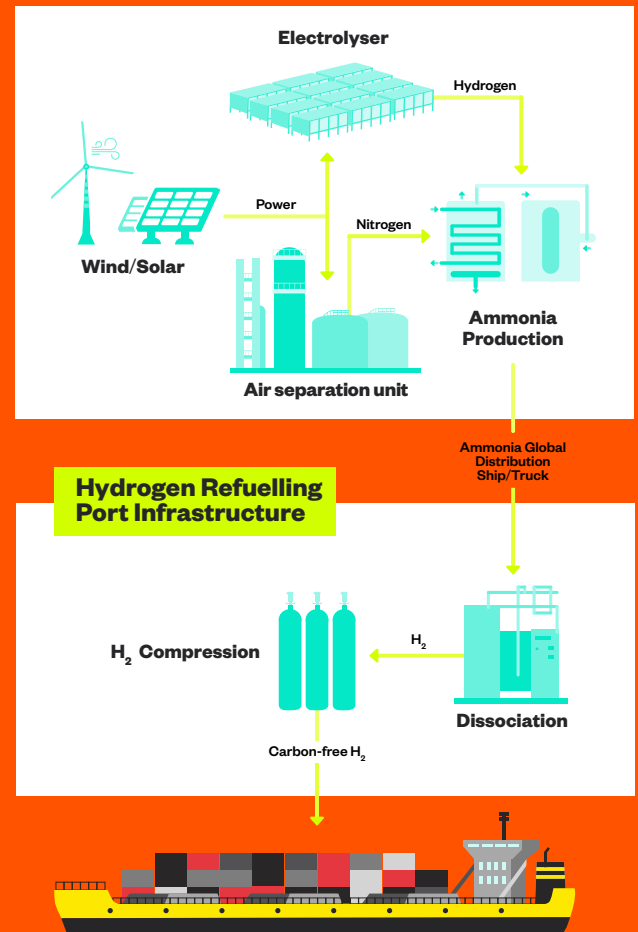 Electrolyser
Hydrogen
Power
Nitrogen
Wind/Solar
Ammonia
Production
Air separation unit
Ammonia Global
Distribution
Ship/Truck
Hydrogen Refuelling
Port Infrastructure
H₂
H₂ Compression
Dissociation
Carbon-free H₂